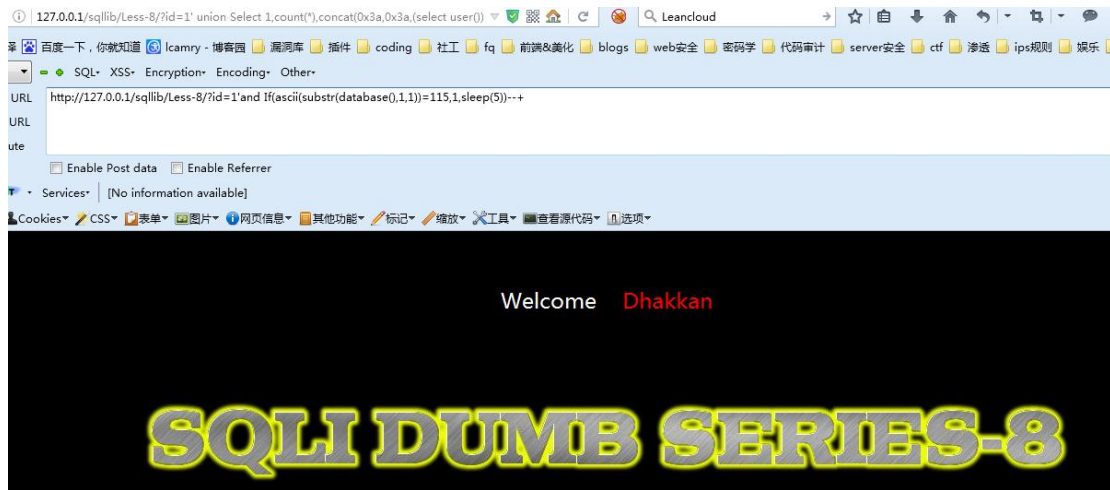 127.0.0.1/sqllib/Less-8/?id=1' union Select 1,count(*),concat(0x3a,0x3a,(select user()) Leancloud
百度一下，你就知道 lcamry - 博客园 漏洞库 插件 coding 社工 fq 前端&美化 blogs web安全 密码学 代码审计 server安全 ctf 渗透 ips规则 娱乐
SQL XSS Encryption Encoding Other
URL http://127.0.0.1/sqllib/Less-8/?id=1'and If(ascii(substr(database(),1,1))=115,1,sleep(5))--+
URL
ute
Enable Post data Enable Referrer
Services [No information available]
Cookies CSS 表单 图片 网页信息 其他功能 标记 缩放 工具 查看源代码 选项
Welcome Dhakkan
SQLI DUMB SERIES-8